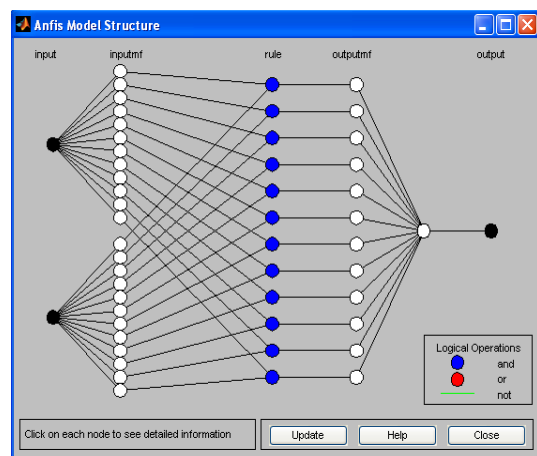 Anfis Model Structure
input inputmf rule outputmf output
Logical Operations
and
or
not
Click on each node to see detailed information
Update Help Close